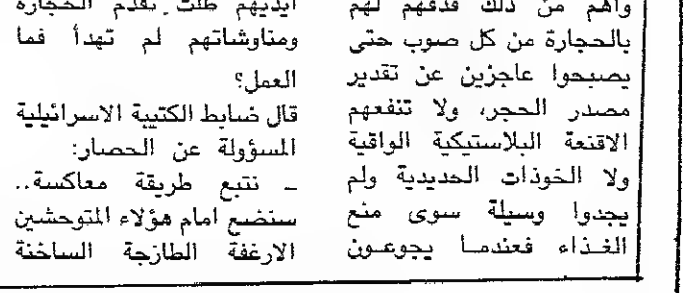 واهم من ذلك قذفهم لهم
بالحجارة من كل صوب حتى
يصبحوا عاجزين عن تقدير
مصدر الحجر، ولا تنفعهم
الاقنعة البلاستيكية الواقية
ولا الخوذات الحديدية ولم
يجدوا وسيلة سوى منع
الغذاء فعندما يجوعون
ايديهم ظلت تقدم الحجارة
ومناوشاتهم لم تهدأ فما
العمل؟
قال ضابط الكتيبة الاسرائيلية
المسؤولة عن الحصار:
ـ نتبع طريقة معاكسة..
سنضع امام هؤلاء المتوحشين
الارغفة الطازجة الساخنة